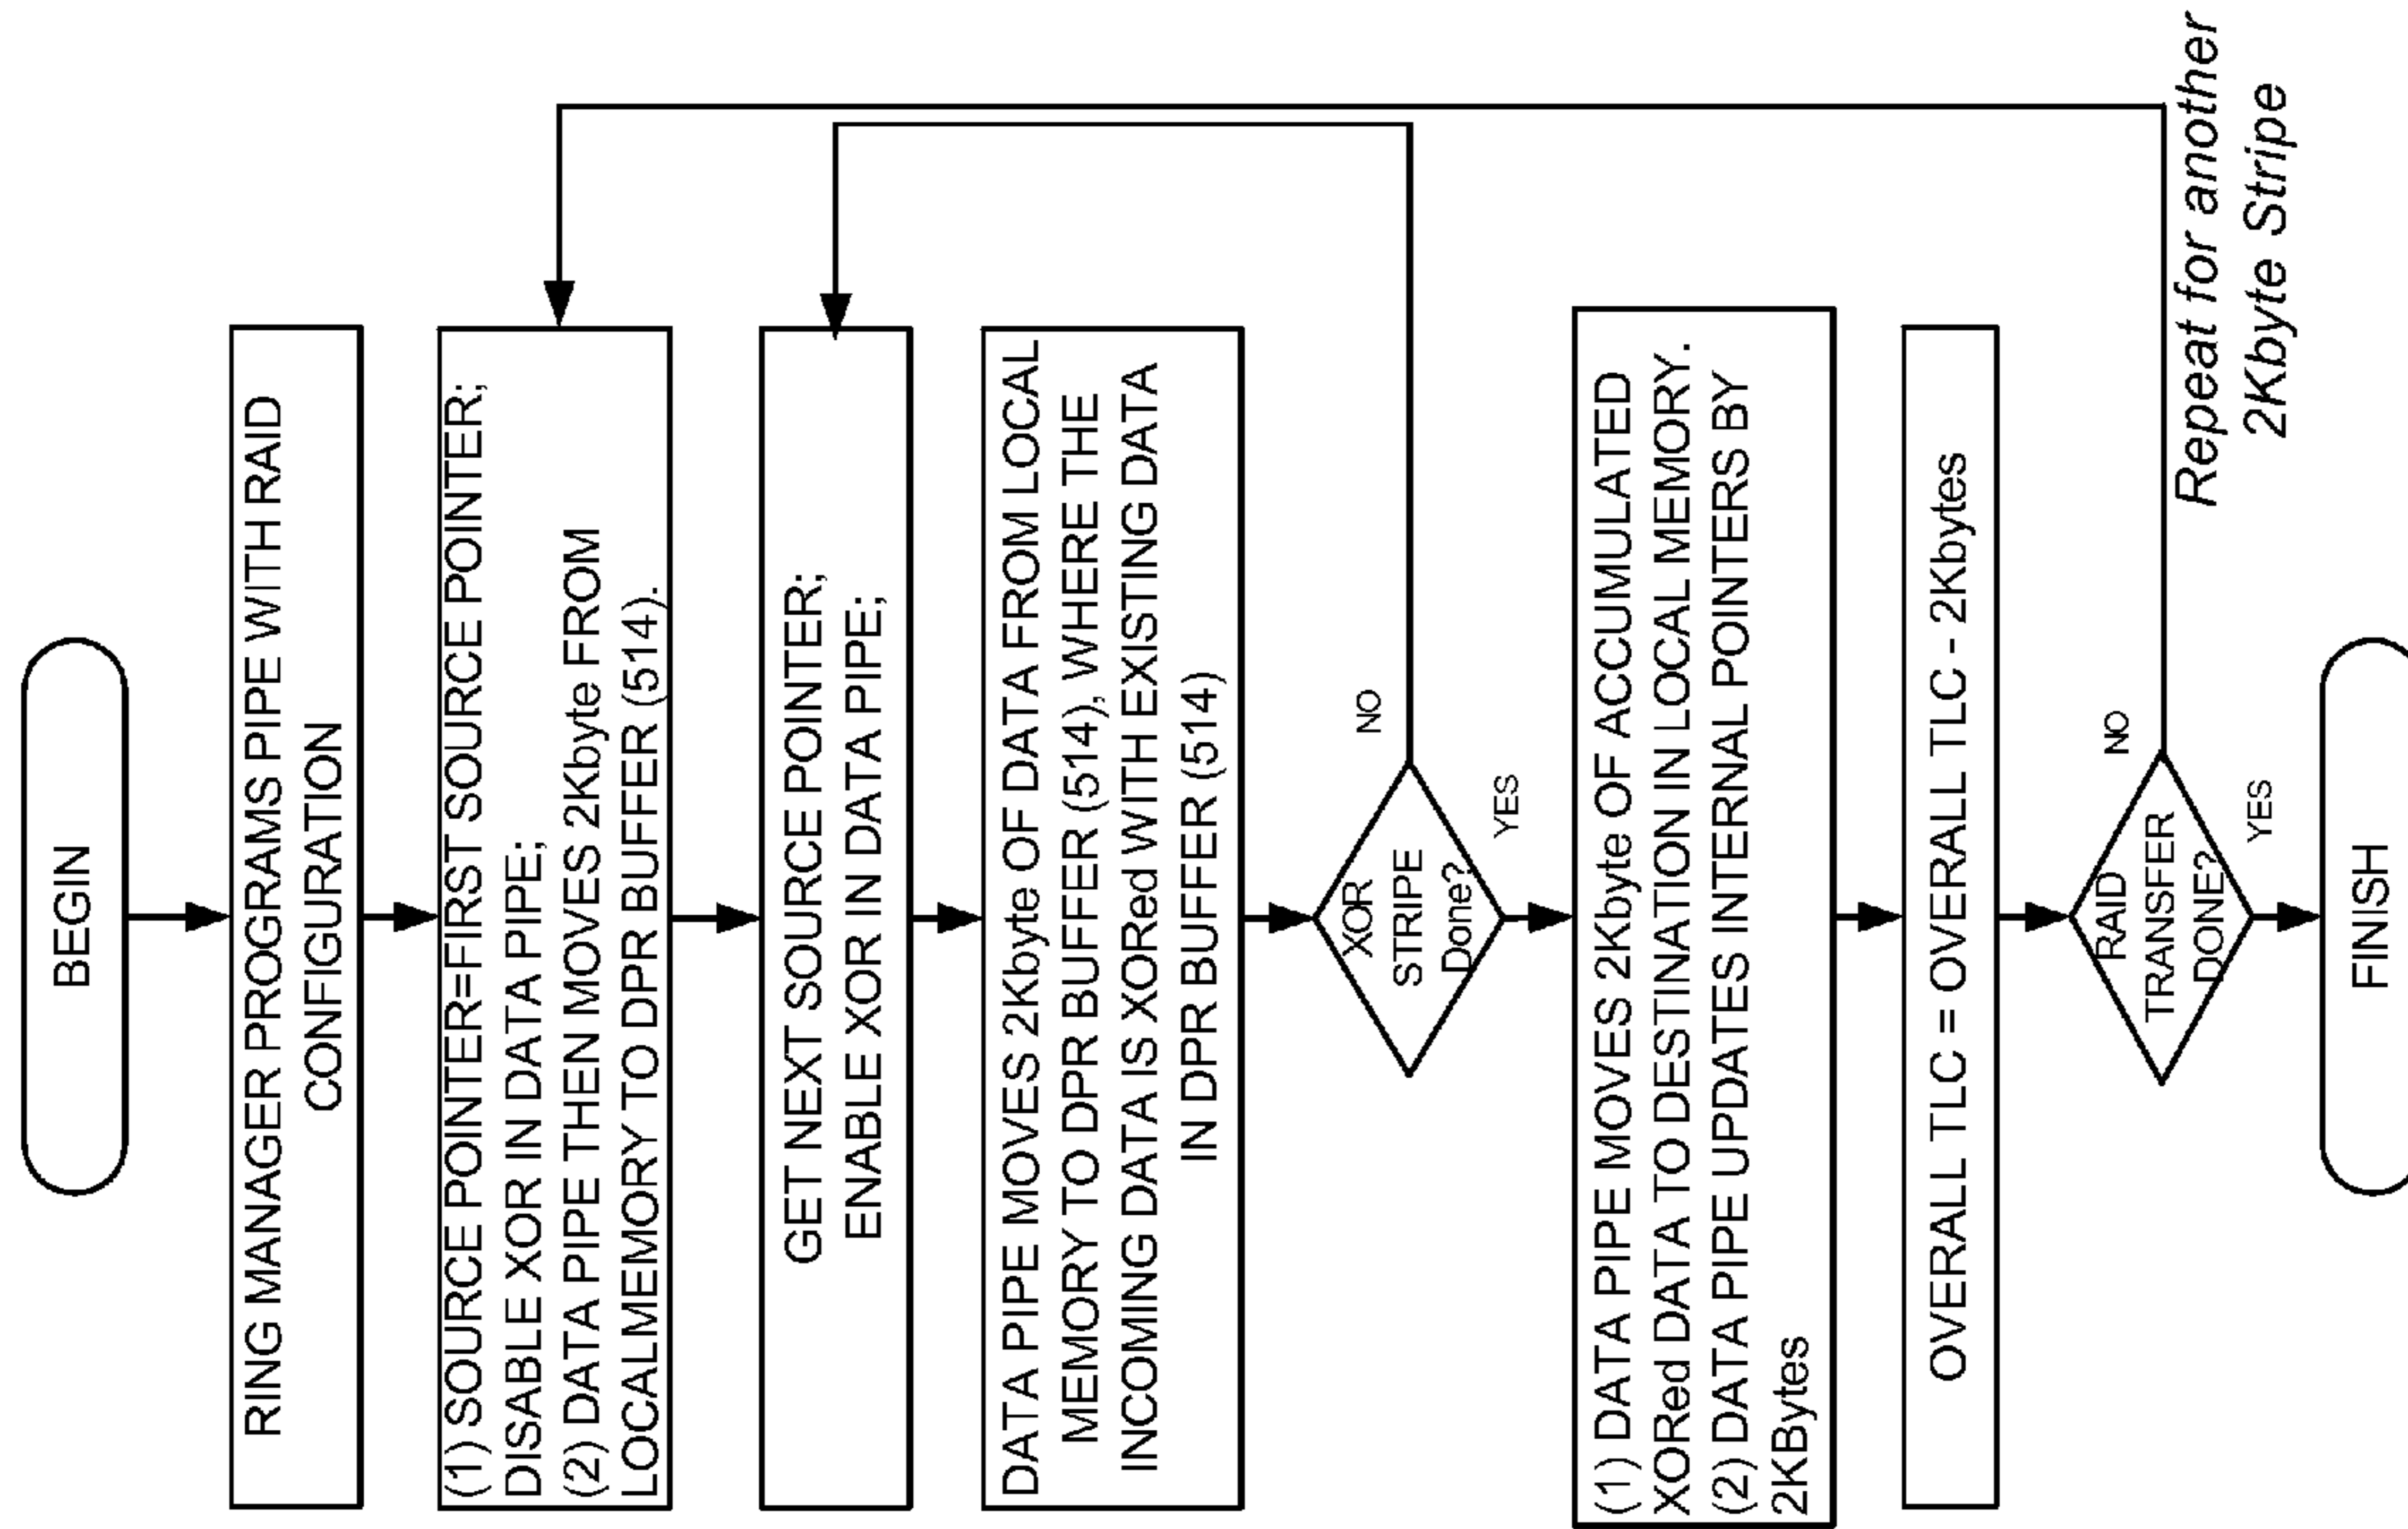 BEGIN
RING MANAGER PROGRAMS PIPE WITH RAID
CONFIGURATION
(1) SOURCE POINTER=FIRST SOURCE POINTER;
DISABLE XOR IN DATA PIPE;
(2) DATA PIPE THEN MOVES 2Kbyte FROM
LOCALMEMORY TO DPR BUFFER (514).
GET NEXT SOURCE POINTER;
ENABLE XOR IN DATA PIPE;
DATA PIPE MOVES 2Kbyte OF DATA FROM LOCAL
MEMORY TO DPR BUFFER (514), WHERE THE
INCOMING DATA IS XORed WITH EXISTING DATA
IN DPR BUFFER (514)
XOR
STRIPE
Done?
NO
YES
(1) DATA PIPE MOVES 2Kbyte OF ACCUMULATED
XORed DATA TO DESTINATION IN LOCAL MEMORY.
(2) DATA PIPE UPDATES INTERNAL POINTERS BY
2KBytes
OVERALL TLC = OVERALL TLC - 2Kbytes
RAID
TRANSFER
DONE?
NO
YES
Repeat for another
2Kbyte Stripe
FINISH